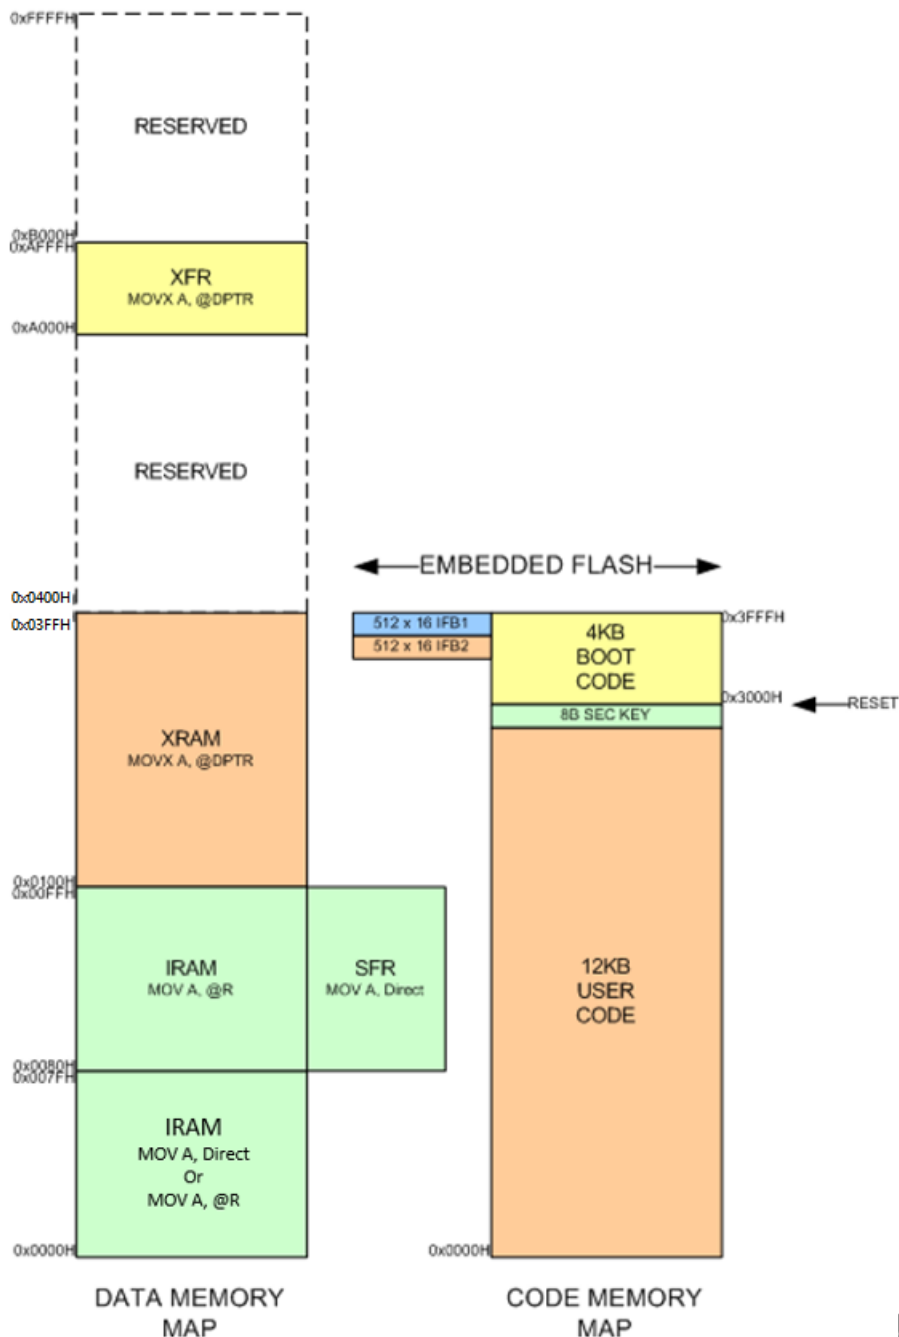 0xFFFFH
RESERVED
0xB000H
0xAFFFH
XFR
MOVX A, @DPTR
0xA000H
RESERVED
EMBEDDED FLASH
0x0400H
0x03FFH
512 x 16 IFB1
512 x 16 IFB2
4KB
BOOT
CODE
0x3FFFH
0x3000H
RESET
8B SEC KEY
XRAM
MOVX A, @DPTR
0x0100H
0x00FFH
IRAM
MOV A, @R
SFR
MOV A, Direct
12KB
USER
CODE
0x0080H
0x007FH
IRAM
MOV A, Direct
Or
MOV A, @R
0x0000H
0x0000H
DATA MEMORY
MAP
CODE MEMORY
MAP